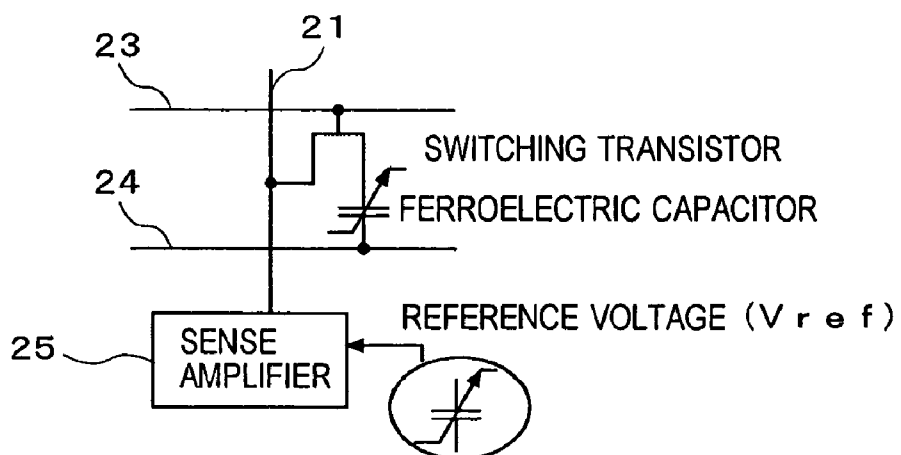 21
23
SWITCHING TRANSISTOR
24
FERROELECTRIC CAPACITOR
REFERENCE VOLTAGE (Vref)
25
SENSE
AMPLIFIER